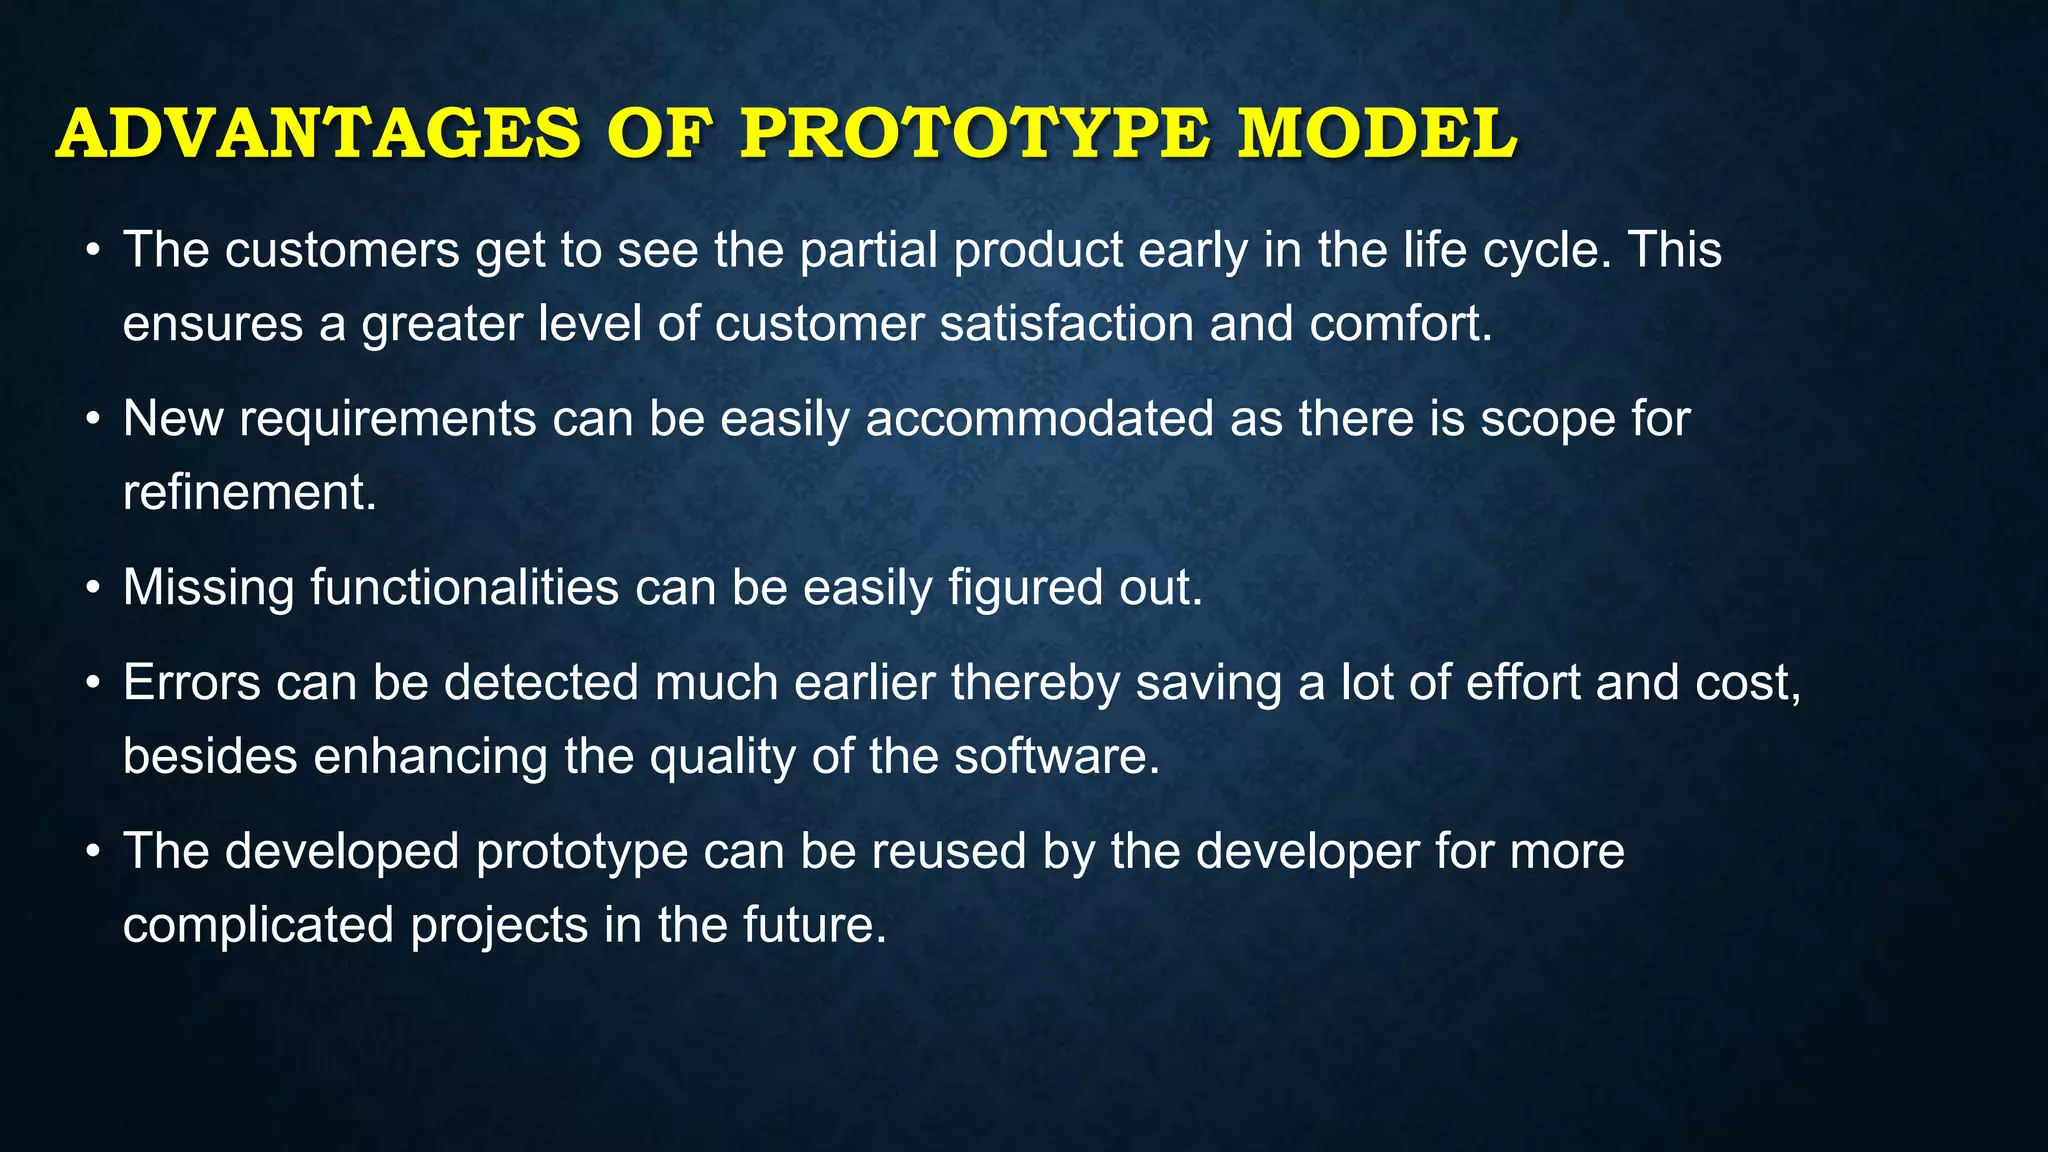 ADVANTAGES OF PROTOTYPE MODEL
• The customers get to see the partial product early in the life cycle. This
ensures a greater level of customer satisfaction and comfort.
• New requirements can be easily accommodated as there is scope for
refinement.
• Missing functionalities can be easily figured out.
• Errors can be detected much earlier thereby saving a lot of effort and cost,
besides enhancing the quality of the software.
• The developed prototype can be reused by the developer for more
complicated projects in the future.